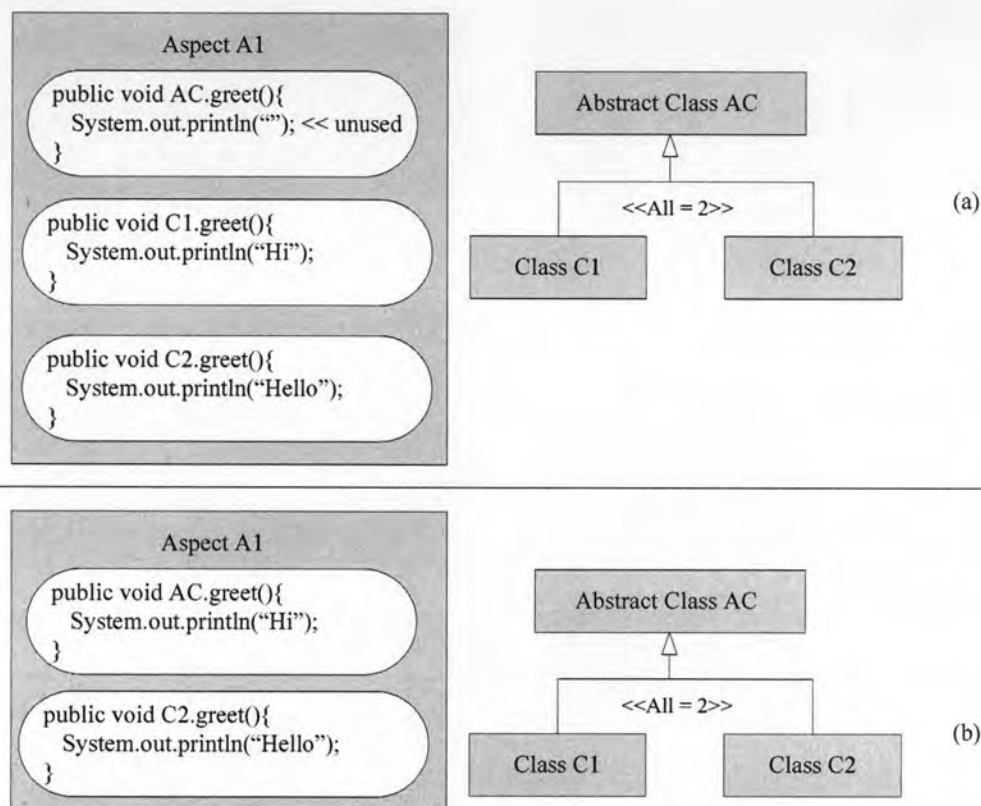 Aspect A1
public void AC.greet(){
System.out.println(“”); << unused
}
public void C1.greet(){
System.out.println(“Hi”);
}
public void C2.greet(){
System.out.println(“Hello”);
}
Abstract Class AC
<<All = 2>>
Class C1
Class C2
(a)
Aspect A1
public void AC.greet(){
System.out.println(“Hi”);
}
public void C2.greet(){
System.out.println(“Hello”);
}
Abstract Class AC
<<All = 2>>
Class C1
Class C2
(b)